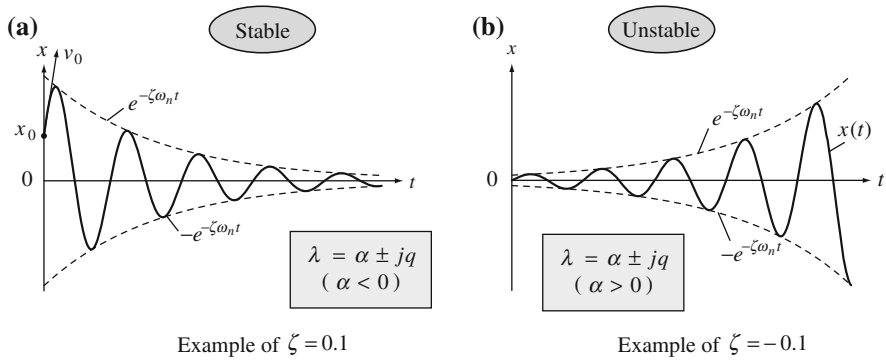 (a)
Stable
x
v₀
e^{-ζωₙt}
x₀
0
t
-e^{-ζωₙt}
λ = α ± jq
( α < 0 )
Example of ζ = 0.1
(b)
Unstable
x
e^{-ζωₙt}
x(t)
0
t
-e^{-ζωₙt}
λ = α ± jq
( α > 0 )
Example of ζ = −0.1